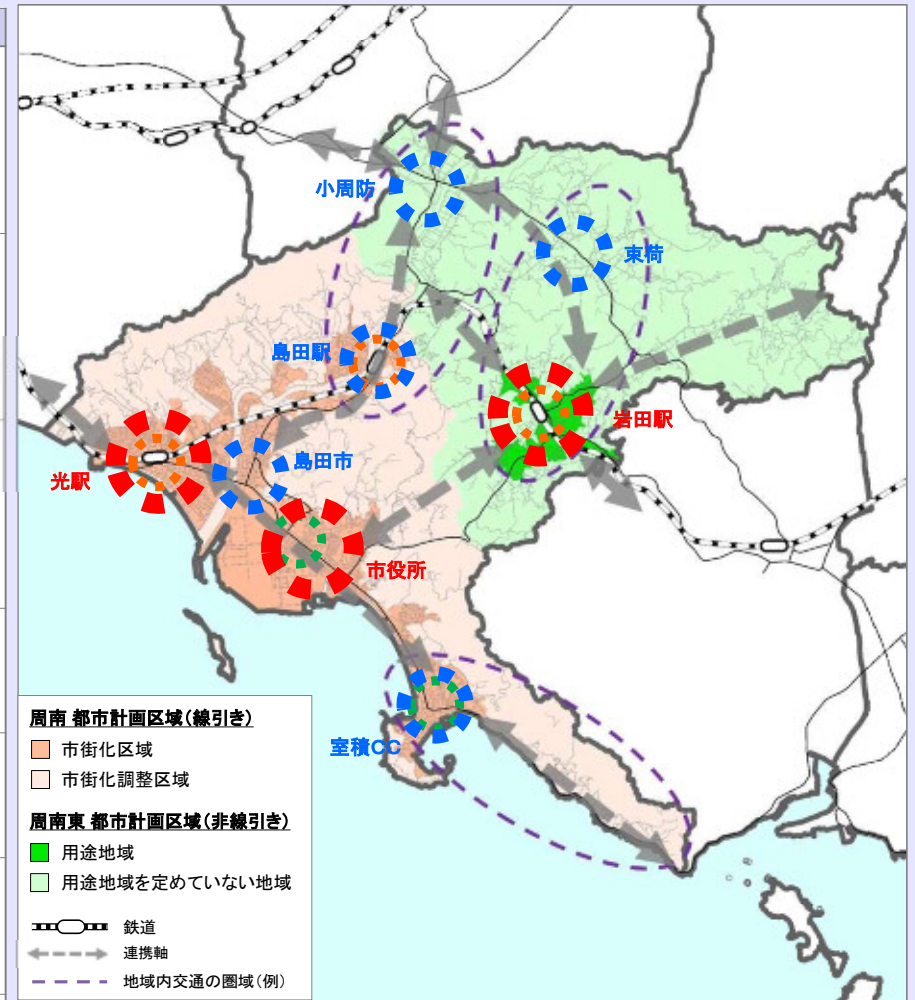 小周防
束荷
島田駅
岩田駅
島田市
光駅
市役所
室積CC
周南 都市計画区域(線引き)
市街化区域
市街化調整区域
周南東 都市計画区域(非線引き)
用途地域
用途地域を定めていない地域
鉄道
連携軸
地域内交通の圏域(例)